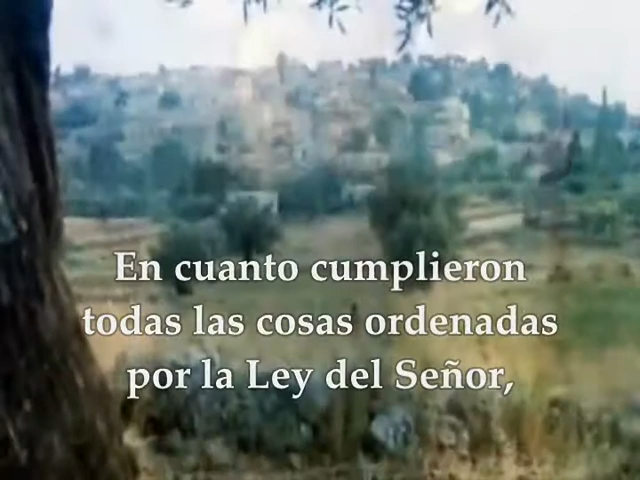 En cuanto cumplieron
todas las cosas ordenadas
por la Ley del Señor,